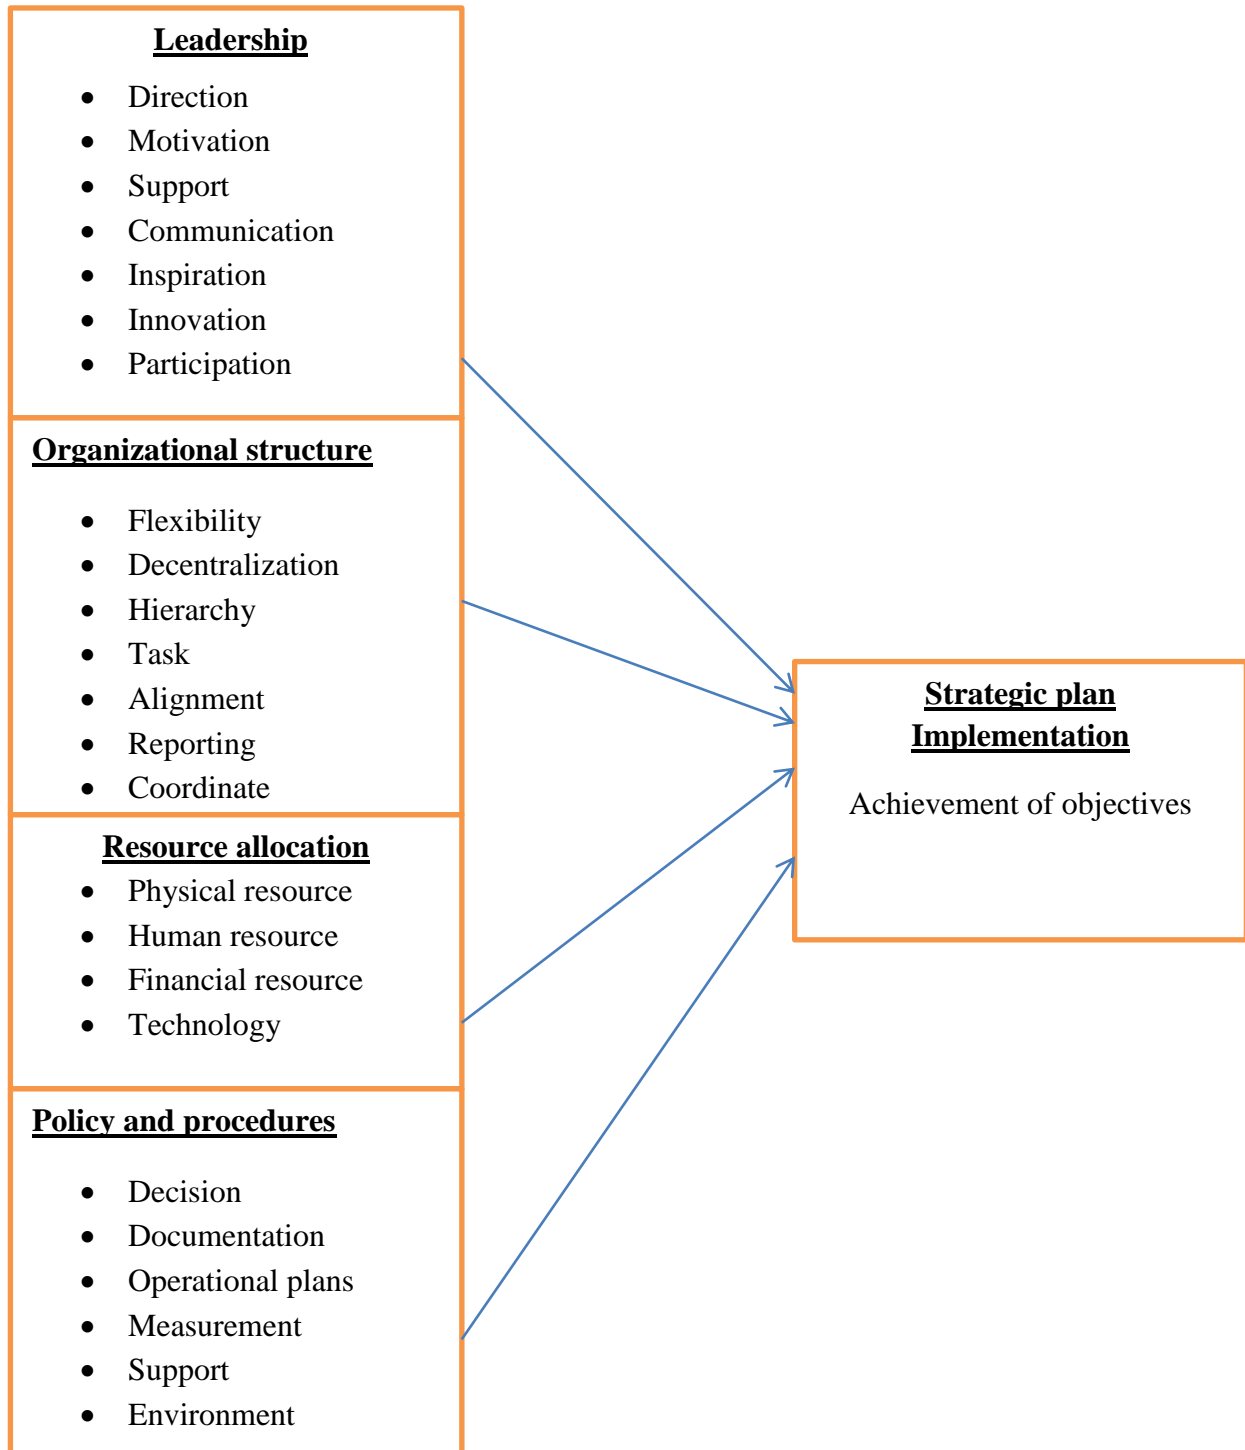 Leadership
• Direction
• Motivation
• Support
• Communication
• Inspiration
• Innovation
• Participation
Organizational structure
• Flexibility
• Decentralization
• Hierarchy
• Task
• Alignment
• Reporting
• Coordinate
Resource allocation
• Physical resource
• Human resource
• Financial resource
• Technology
Policy and procedures
• Decision
• Documentation
• Operational plans
• Measurement
• Support
• Environment
Strategic plan
Implementation
Achievement of objectives